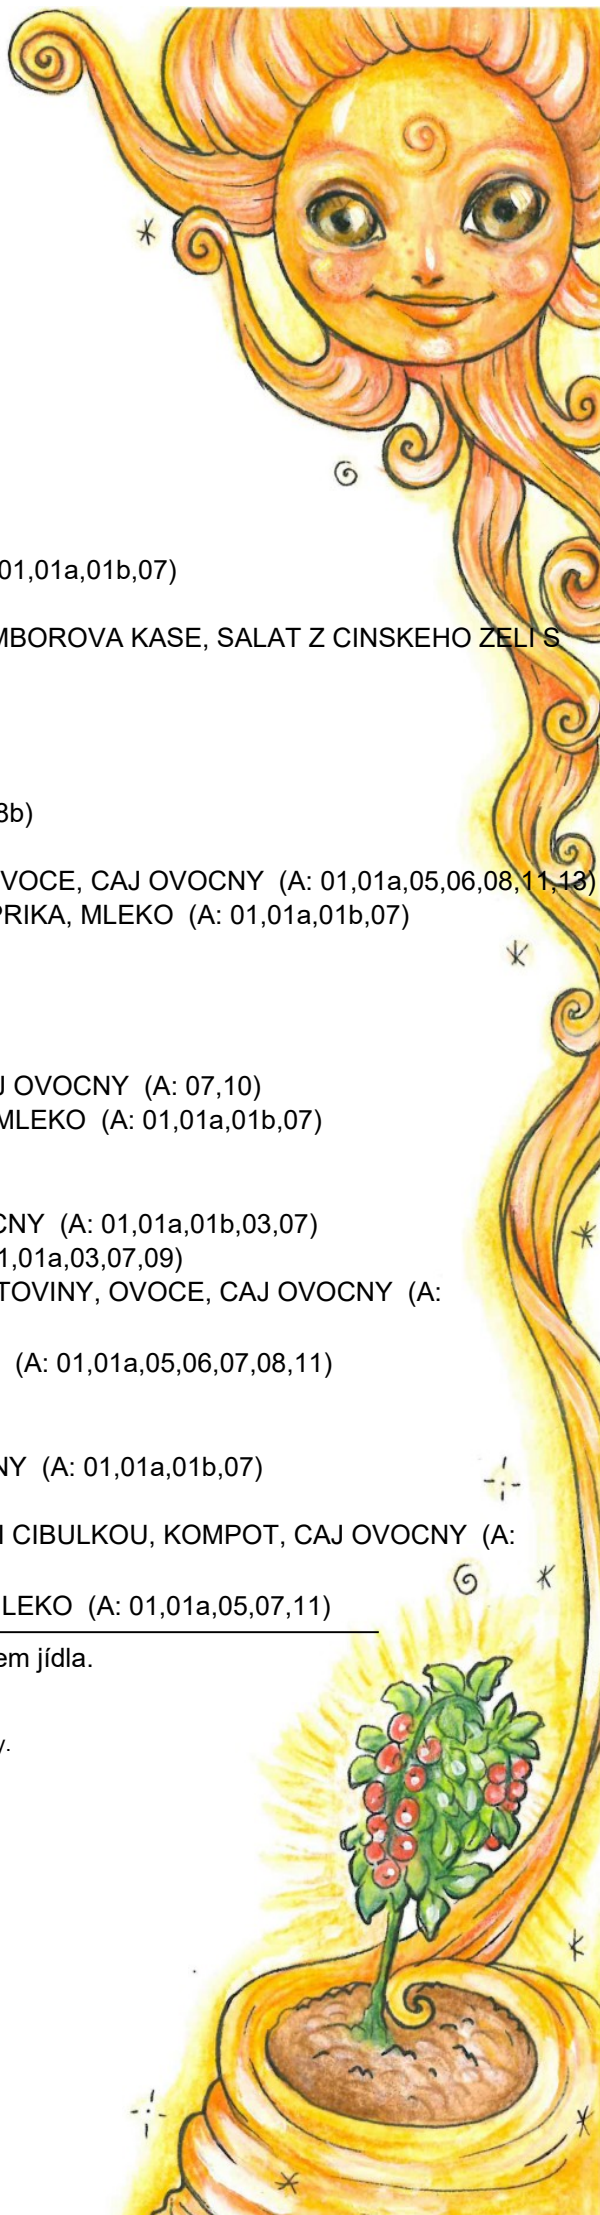 01,01a,01b,07)
MBOROVA KASE, SALAT Z CINSKEHO ZELI S
8b)
VOCE, CAJ OVOCNY (A: 01,01a,05,06,08,11,13)
PRIKA, MLEKO (A: 01,01a,01b,07)
J OVOCNY (A: 07,10)
MLEKO (A: 01,01a,01b,07)
CNY (A: 01,01a,01b,03,07)
1,01a,03,07,09)
TOVINY, OVOCE, CAJ OVOCNY (A:
(A: 01,01a,05,06,07,08,11)
NY (A: 01,01a,01b,07)
I CIBULKOU, KOMPOT, CAJ OVOCNY (A:
LEKO (A: 01,01a,05,07,11)
em jídla.
y.